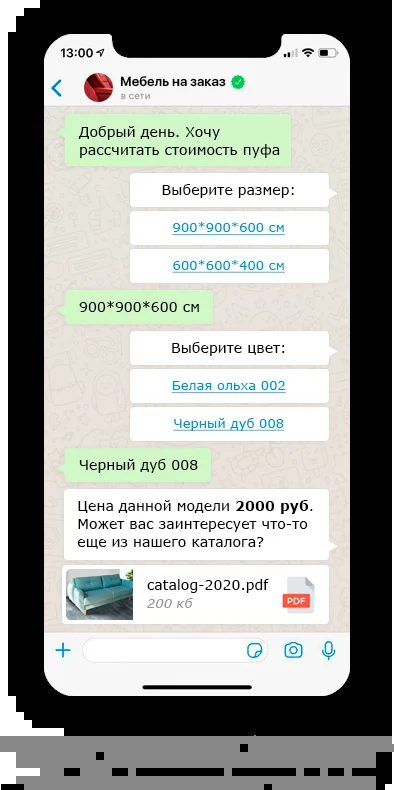 13:00
Мебель на заказ
в сети
Добрый день. Хочу
рассчитать стоимость пуфа
Выберите размер:
900*900*600 см
600*600*400 см
900*900*600 см
Выберите цвет:
Белая ольха 002
Черный дуб 008
Черный дуб 008
Цена данной модели 2000 руб.
Может вас заинтересует что-то
еще из нашего каталога?
catalog-2020.pdf
200 кб
PDF